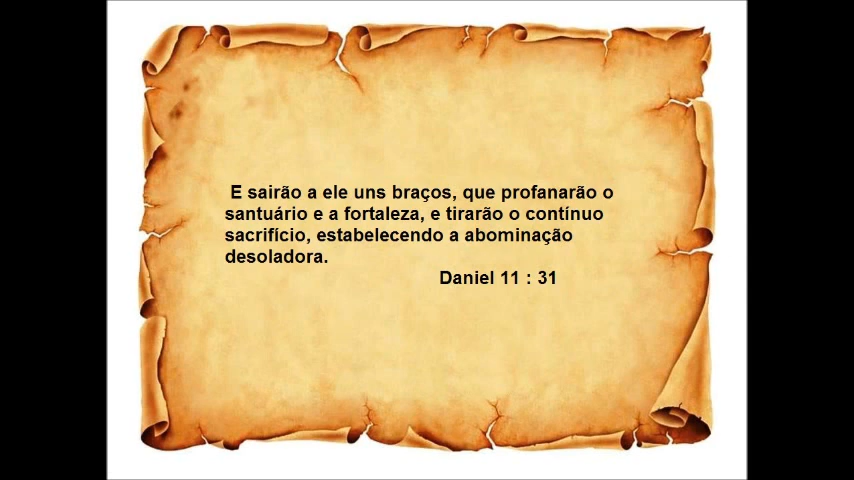 E sairão a ele uns braços, que profanarão o
santuário e a fortaleza, e tirarão o contínuo
sacrifício, estabelecendo a abominação
desoladora.
Daniel 11 : 31